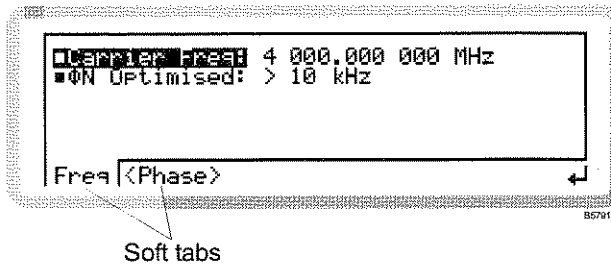 ▪Carrier Freq: 4 000.000 000 MHz
▪ΦN Optimised: > 10 kHz
Freq <Phase> ↵
B5791
Soft tabs